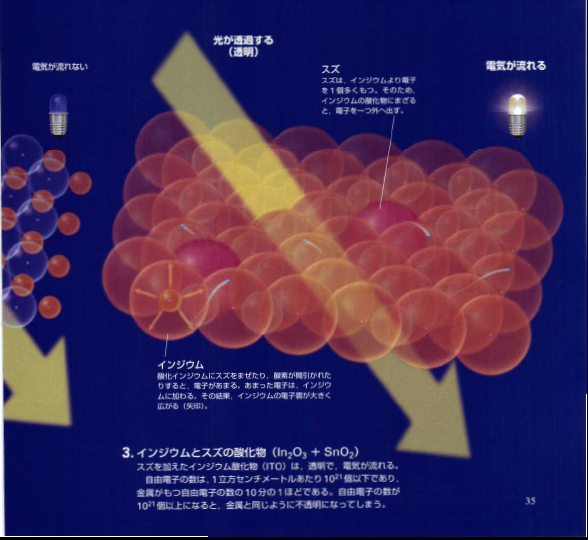 光が透過する
（透明）
電気が流れない
電気が流れる
スズ
スズは，インジウムより電子
を1個多くもつ。そのため，
インジウムの酸化物にまざる
と，電子を一つ外へ出す。
インジウム
酸化インジウムにスズをまぜたり，酸素が間引かれた
りすると，電子があまる。あまった電子は，インジウ
ムに加わる。その結果，インジウムの電子雲が大きく
広がる（矢印）。
3. インジウムとスズの酸化物（In₂O₃ + SnO₂）
スズを加えたインジウム酸化物（ITO）は，透明で，電気が流れる。
自由電子の数は，1立方センチメートルあたり10²¹個以下であり，
金属がもつ自由電子の数の10分の1ほどである。自由電子の数が
10²¹個以上になると，金属と同じように不透明になってしまう。
35